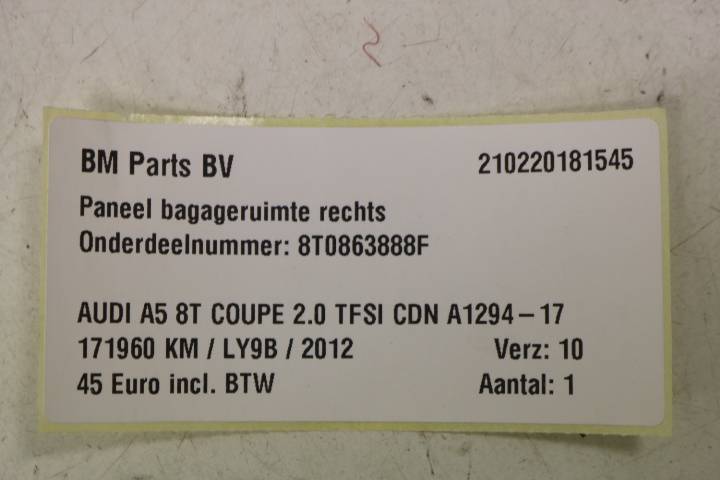 BM Parts BV 210220181545
Paneel bagageruimte rechts
Onderdeelnummer: 8T0863888F
AUDI A5 8T COUPE 2.0 TFSI CDN A1294-17
171960 KM / LY9B / 2012 Verz: 10
45 Euro incl. BTW Aantal: 1